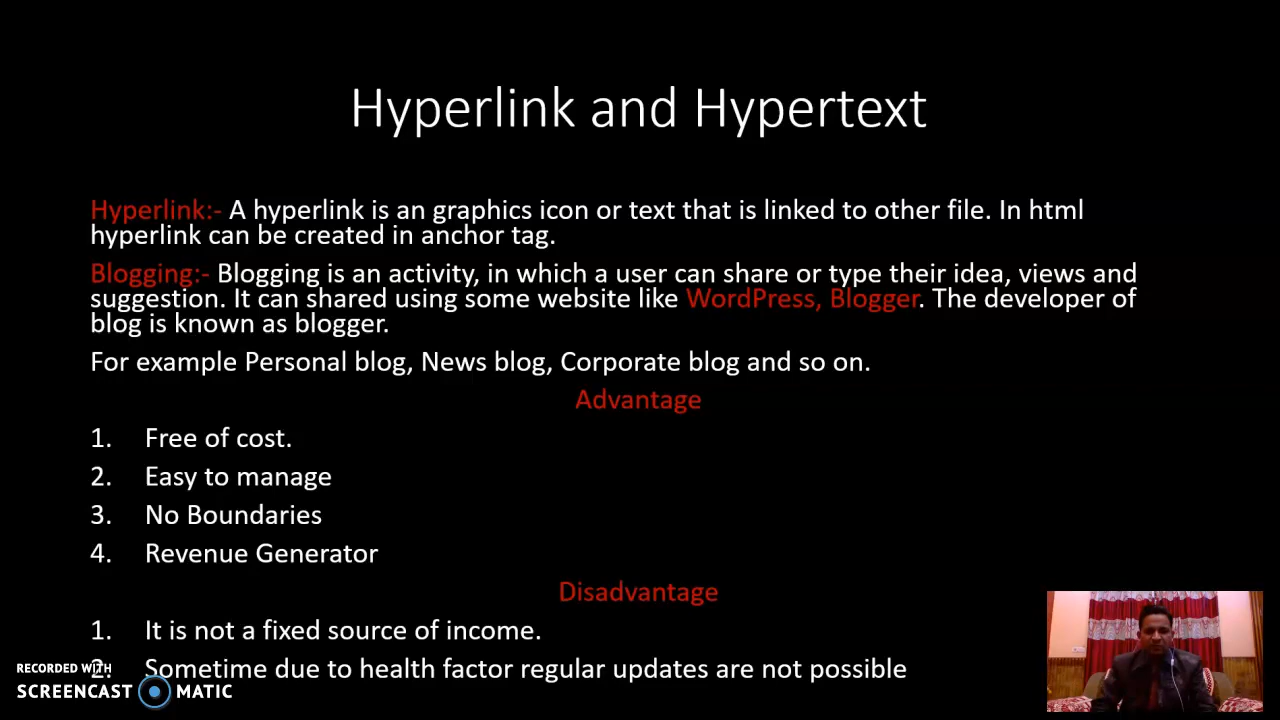 Hyperlink and Hypertext
Hyperlink:- A hyperlink is an graphics icon or text that is linked to other file. In html
hyperlink can be created in anchor tag.
Blogging:- Blogging is an activity, in which a user can share or type their idea, views and
suggestion. It can shared using some website like WordPress, Blogger. The developer of
blog is known as blogger.
For example Personal blog, News blog, Corporate blog and so on.
Advantage
1. Free of cost.
2. Easy to manage
3. No Boundaries
4. Revenue Generator
Disadvantage
1. It is not a fixed source of income.
2. Sometime due to health factor regular updates are not possible
RECORDED WITH
SCREENCAST MATIC